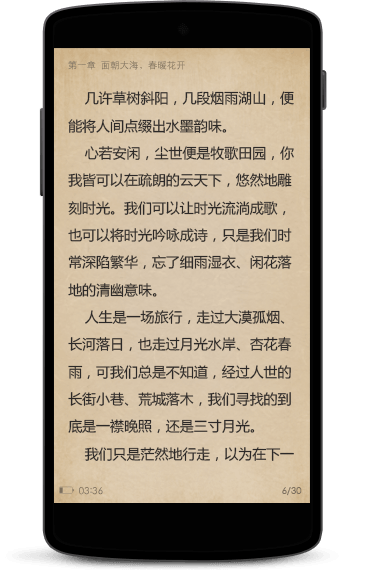 第一章 面朝大海，春暖花开
几许草树斜阳，几段烟雨湖山，便
能将人间点缀出水墨韵味。
心若安闲，尘世便是牧歌田园，你
我皆可以在疏朗的云天下，悠然地雕
刻时光。我们可以让时光流淌成歌，
也可以将时光吟咏成诗，只是我们时
常深陷繁华，忘了细雨湿衣、闲花落
地的清幽意味。
人生是一场旅行，走过大漠孤烟、
长河落日，也走过月光水岸、杏花春
雨，可我们总是不知道，经过人世的
长街小巷、荒城落木，我们寻找的到
底是一襟晚照，还是三寸月光。
我们只是茫然地行走，以为在下一
03:36 6/30